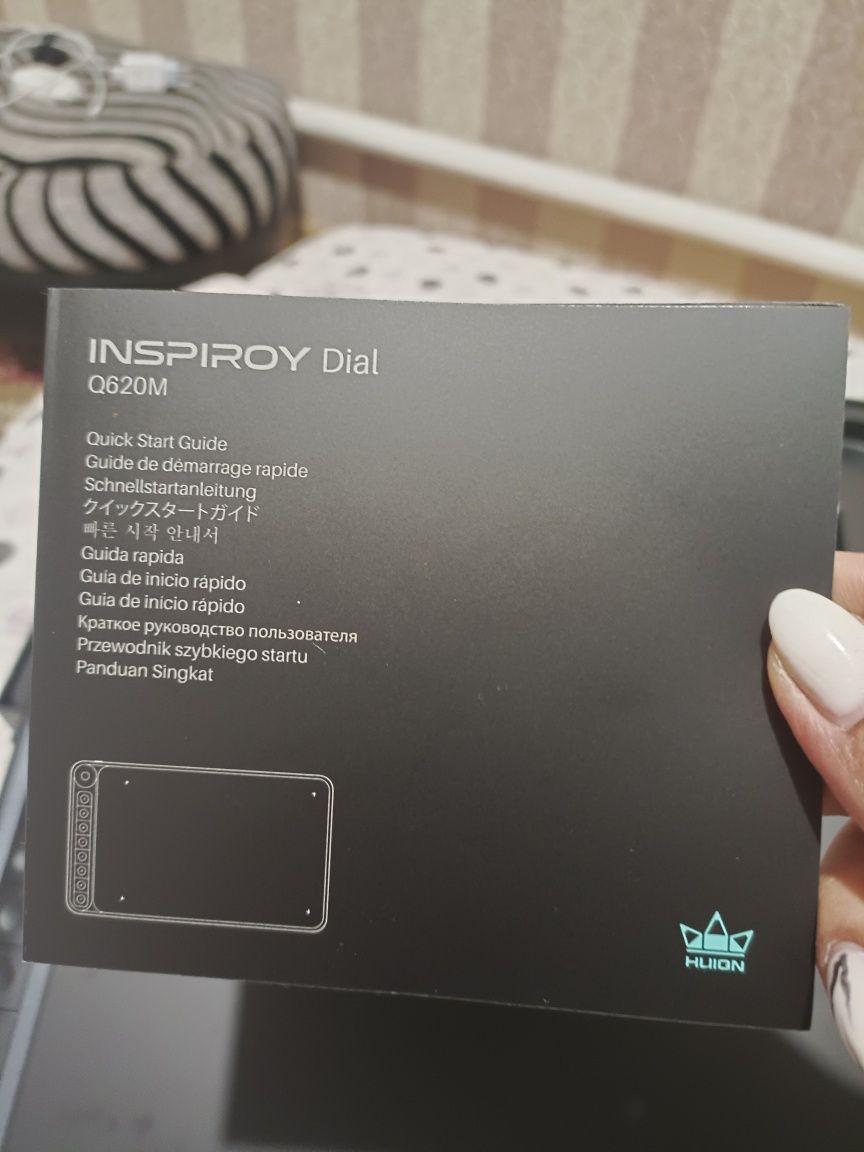 INSPIROY Dial
Q620M
Quick Start Guide
Guide de démarrage rapide
Schnellstartanleitung
クイックスタートガイド
빠른 시작 안내서
Guida rapida
Guía de inicio rápido
Guia de início rápido
Краткое руководство пользователя
Przewodnik szybkiego startu
Panduan Singkat
HUION